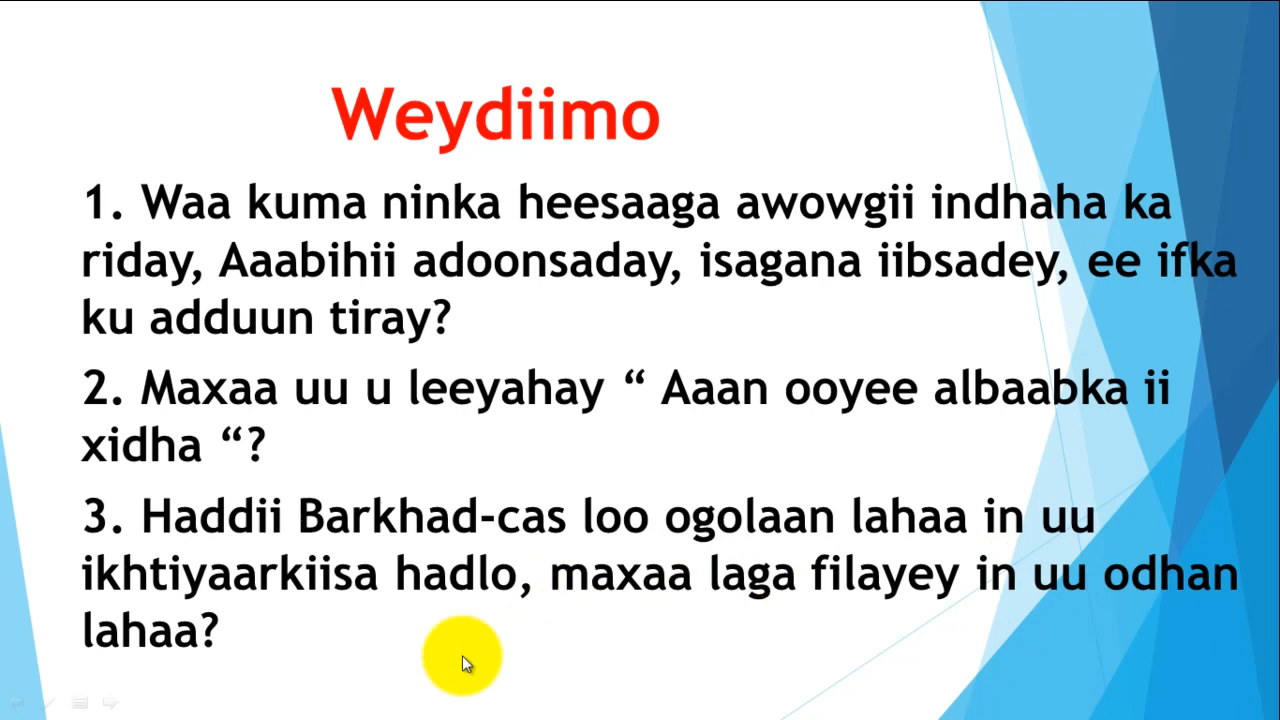 Weydiimo
1. Waa kuma ninka heesaaga awowgii indhaha ka
riday, Aaabihii adoonsaday, isagana iibsadey, ee ifka
ku adduun tiray?
2. Maxaa uu u leeyahay “ Aaan ooyee albaabka ii
xidha “?
3. Haddii Barkhad-cas loo ogolaan lahaa in uu
ikhtiyaarkiisa hadlo, maxaa laga filayey in uu odhan
lahaa?